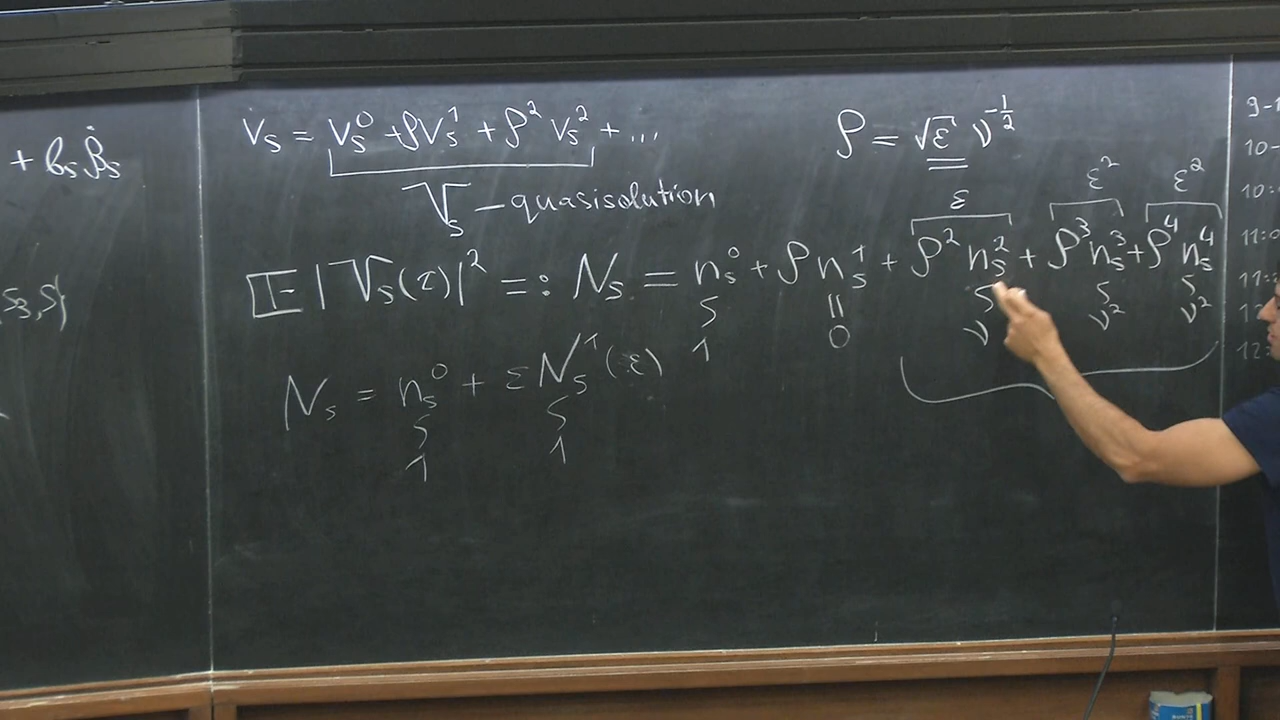 + βₛ β̇ₛ
Vₛ = Vₛ⁰ + ρVₛ¹ + ρ² Vₛ² + ...
𝒱ₛ – quasisolution
ρ = √ε ν^{-1/2}
ε ε² ε²
𝔼 |𝒱ₛ(τ)|² =: Nₛ = nₛ⁰ + ρ nₛ¹ + ρ² nₛ² + ρ³ nₛ³ + ρ⁴ nₛ⁴
∼ || ∼ ∼ ∼
1 0 ν ν² ν²
Nₛ = nₛ⁰ + ε Nₛ¹(ε)
∼ ∼
1 1
9-1
10-
10:
11:0
11:
12: